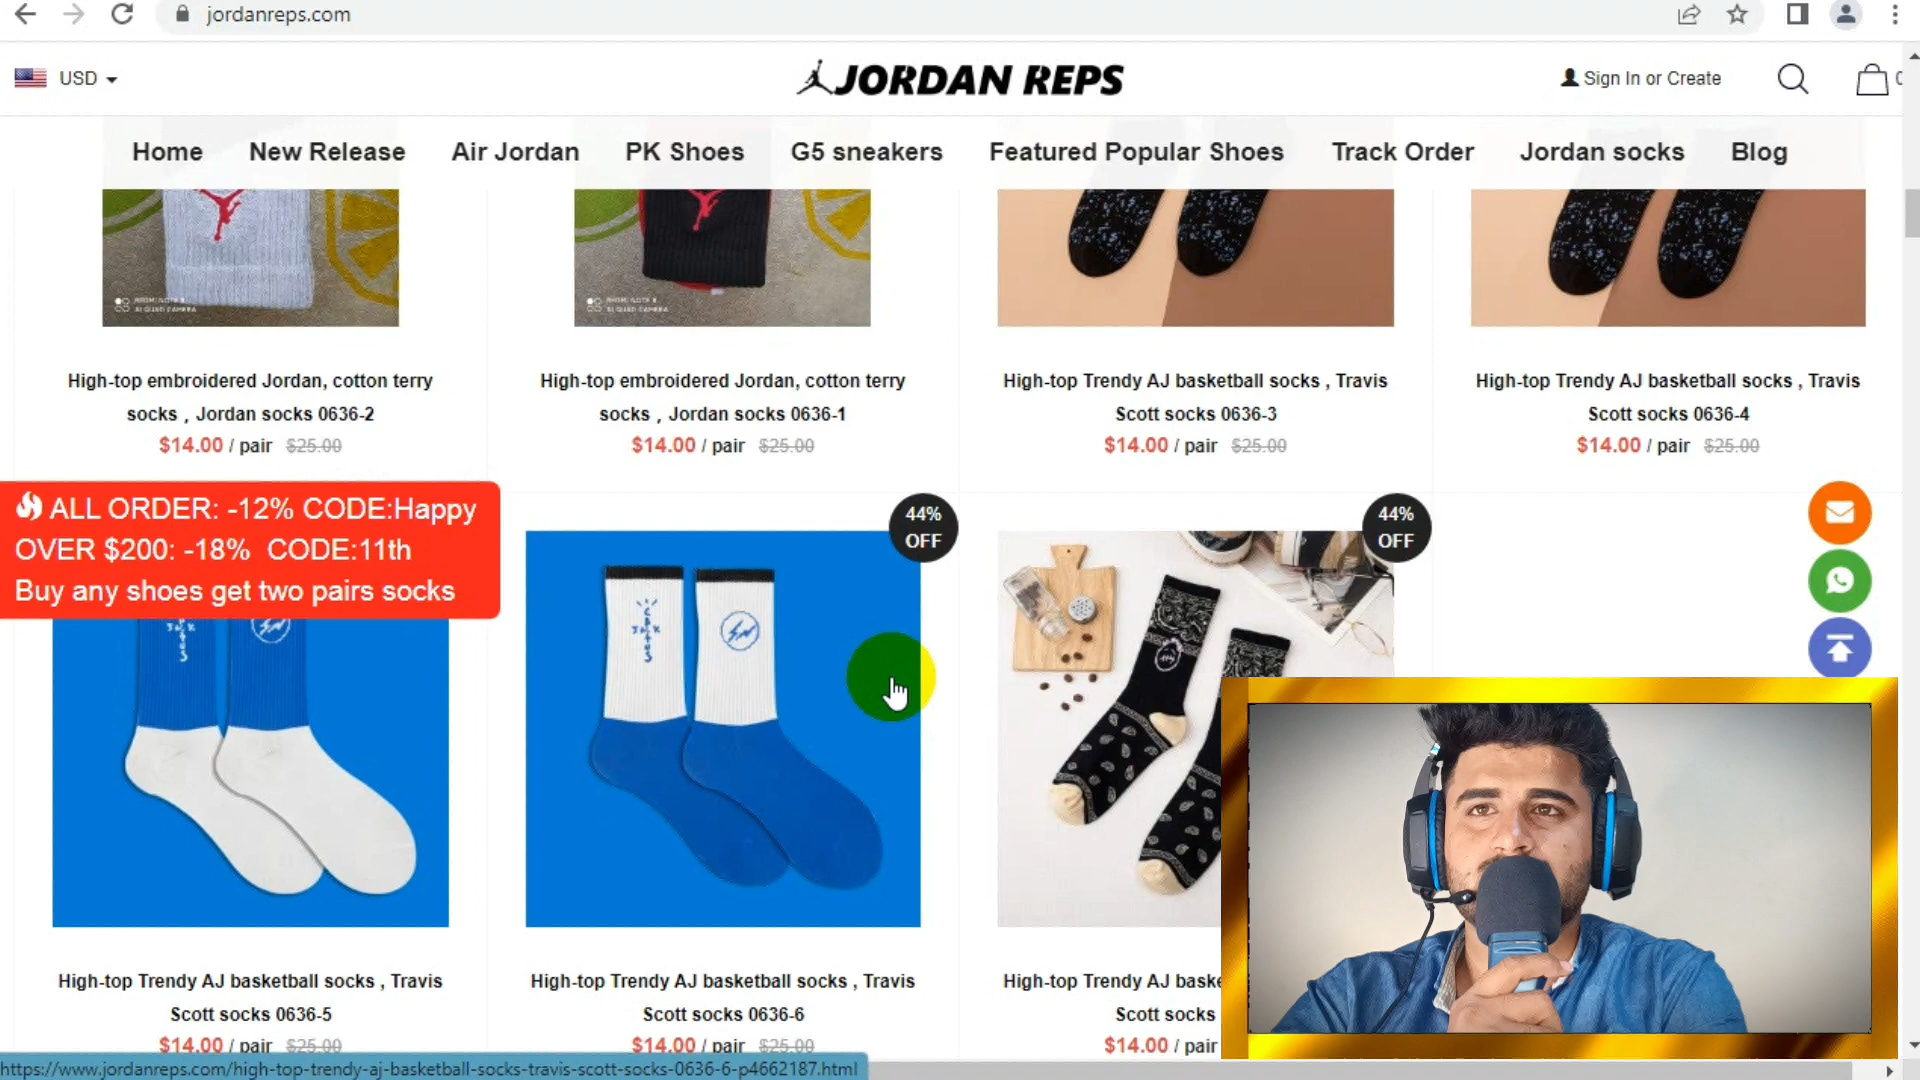 jordanreps.com
USD
JORDAN REPS
Sign In or Create
Home
New Release
Air Jordan
PK Shoes
G5 sneakers
Featured Popular Shoes
Track Order
Jordan socks
Blog
High-top embroidered Jordan, cotton terry
socks , Jordan socks 0636-2
$14.00 / pair $25.00
High-top embroidered Jordan, cotton terry
socks , Jordan socks 0636-1
$14.00 / pair $25.00
High-top Trendy AJ basketball socks , Travis
Scott socks 0636-3
$14.00 / pair $25.00
High-top Trendy AJ basketball socks , Travis
Scott socks 0636-4
$14.00 / pair $25.00
ALL ORDER: -12% CODE:Happy
OVER $200: -18% CODE:11th
Buy any shoes get two pairs socks
44%
OFF
44%
OFF
High-top Trendy AJ basketball socks , Travis
Scott socks 0636-5
$14.00 / pair $25.00
High-top Trendy AJ basketball socks , Travis
Scott socks 0636-6
$14.00 / pair $25.00
High-top Trendy AJ baske
Scott socks
$14.00 / pair
https://www.jordanreps.com/high-top-trendy-aj-basketball-socks-travis-scott-socks-0636-6-p4662187.html